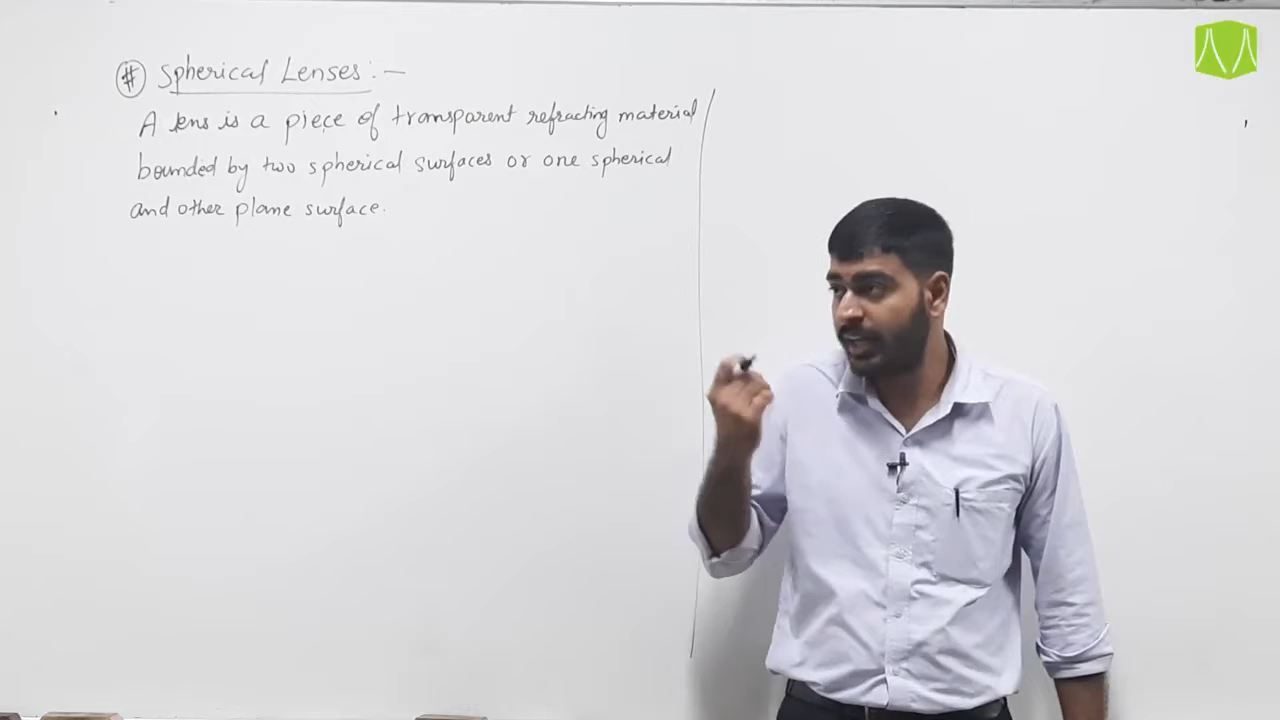 # Spherical Lenses :-
A lens is a piece of transparent refracting material
bounded by two spherical surfaces or one spherical
and other plane surface.